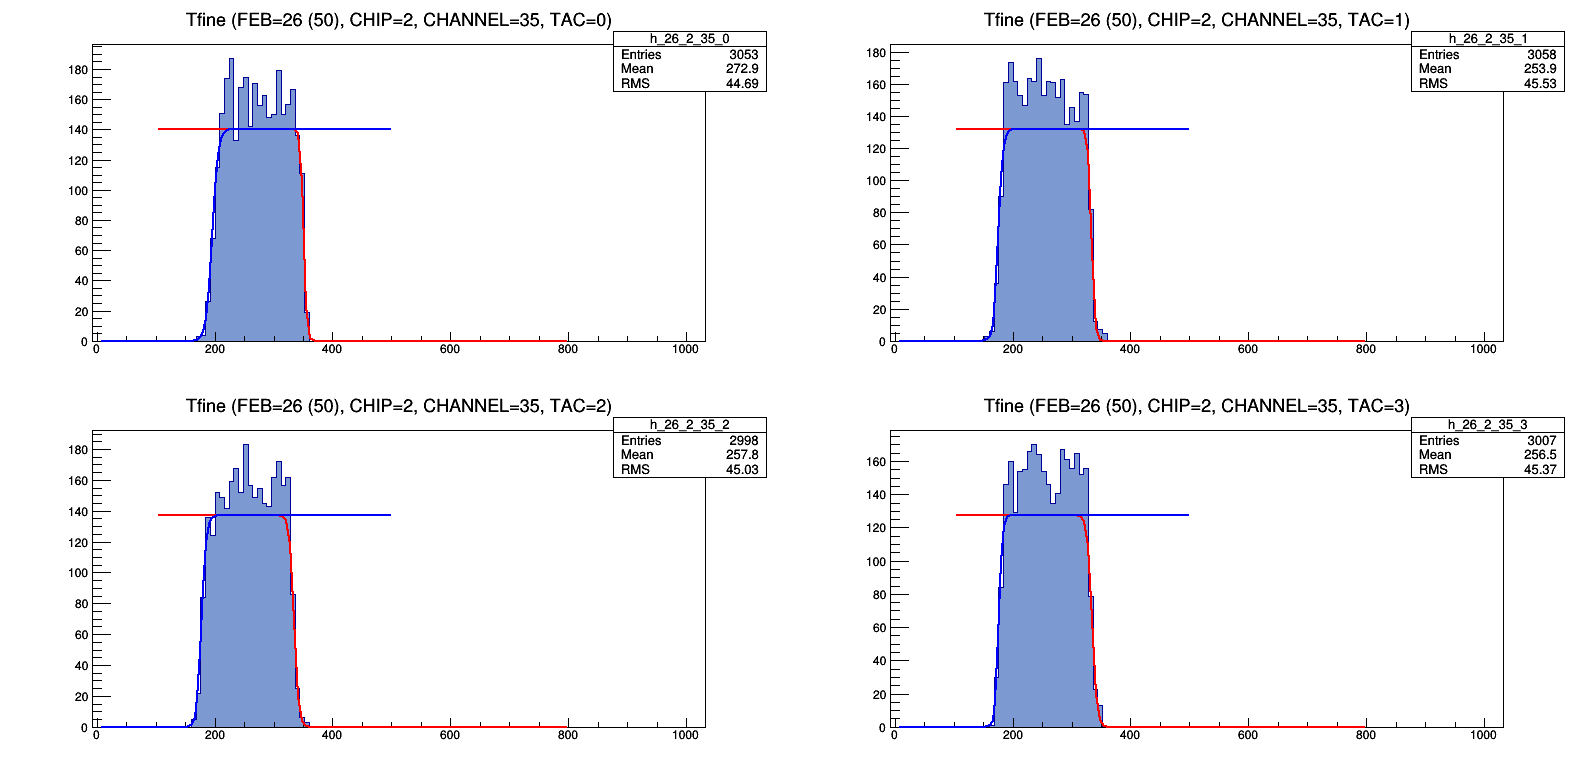 Tfine (FEB=26 (50), CHIP=2, CHANNEL=35, TAC=0)
h_26_2_35_0
Entries 3053
Mean 272.9
RMS 44.69
180
160
140
120
100
80
60
40
20
0
0 200 400 600 800 1000
Tfine (FEB=26 (50), CHIP=2, CHANNEL=35, TAC=1)
h_26_2_35_1
Entries 3058
Mean 253.9
RMS 45.53
180
160
140
120
100
80
60
40
20
0
0 200 400 600 800 1000
Tfine (FEB=26 (50), CHIP=2, CHANNEL=35, TAC=2)
h_26_2_35_2
Entries 2998
Mean 257.8
RMS 45.03
180
160
140
120
100
80
60
40
20
0
0 200 400 600 800 1000
Tfine (FEB=26 (50), CHIP=2, CHANNEL=35, TAC=3)
h_26_2_35_3
Entries 3007
Mean 256.5
RMS 45.37
160
140
120
100
80
60
40
20
0
0 200 400 600 800 1000